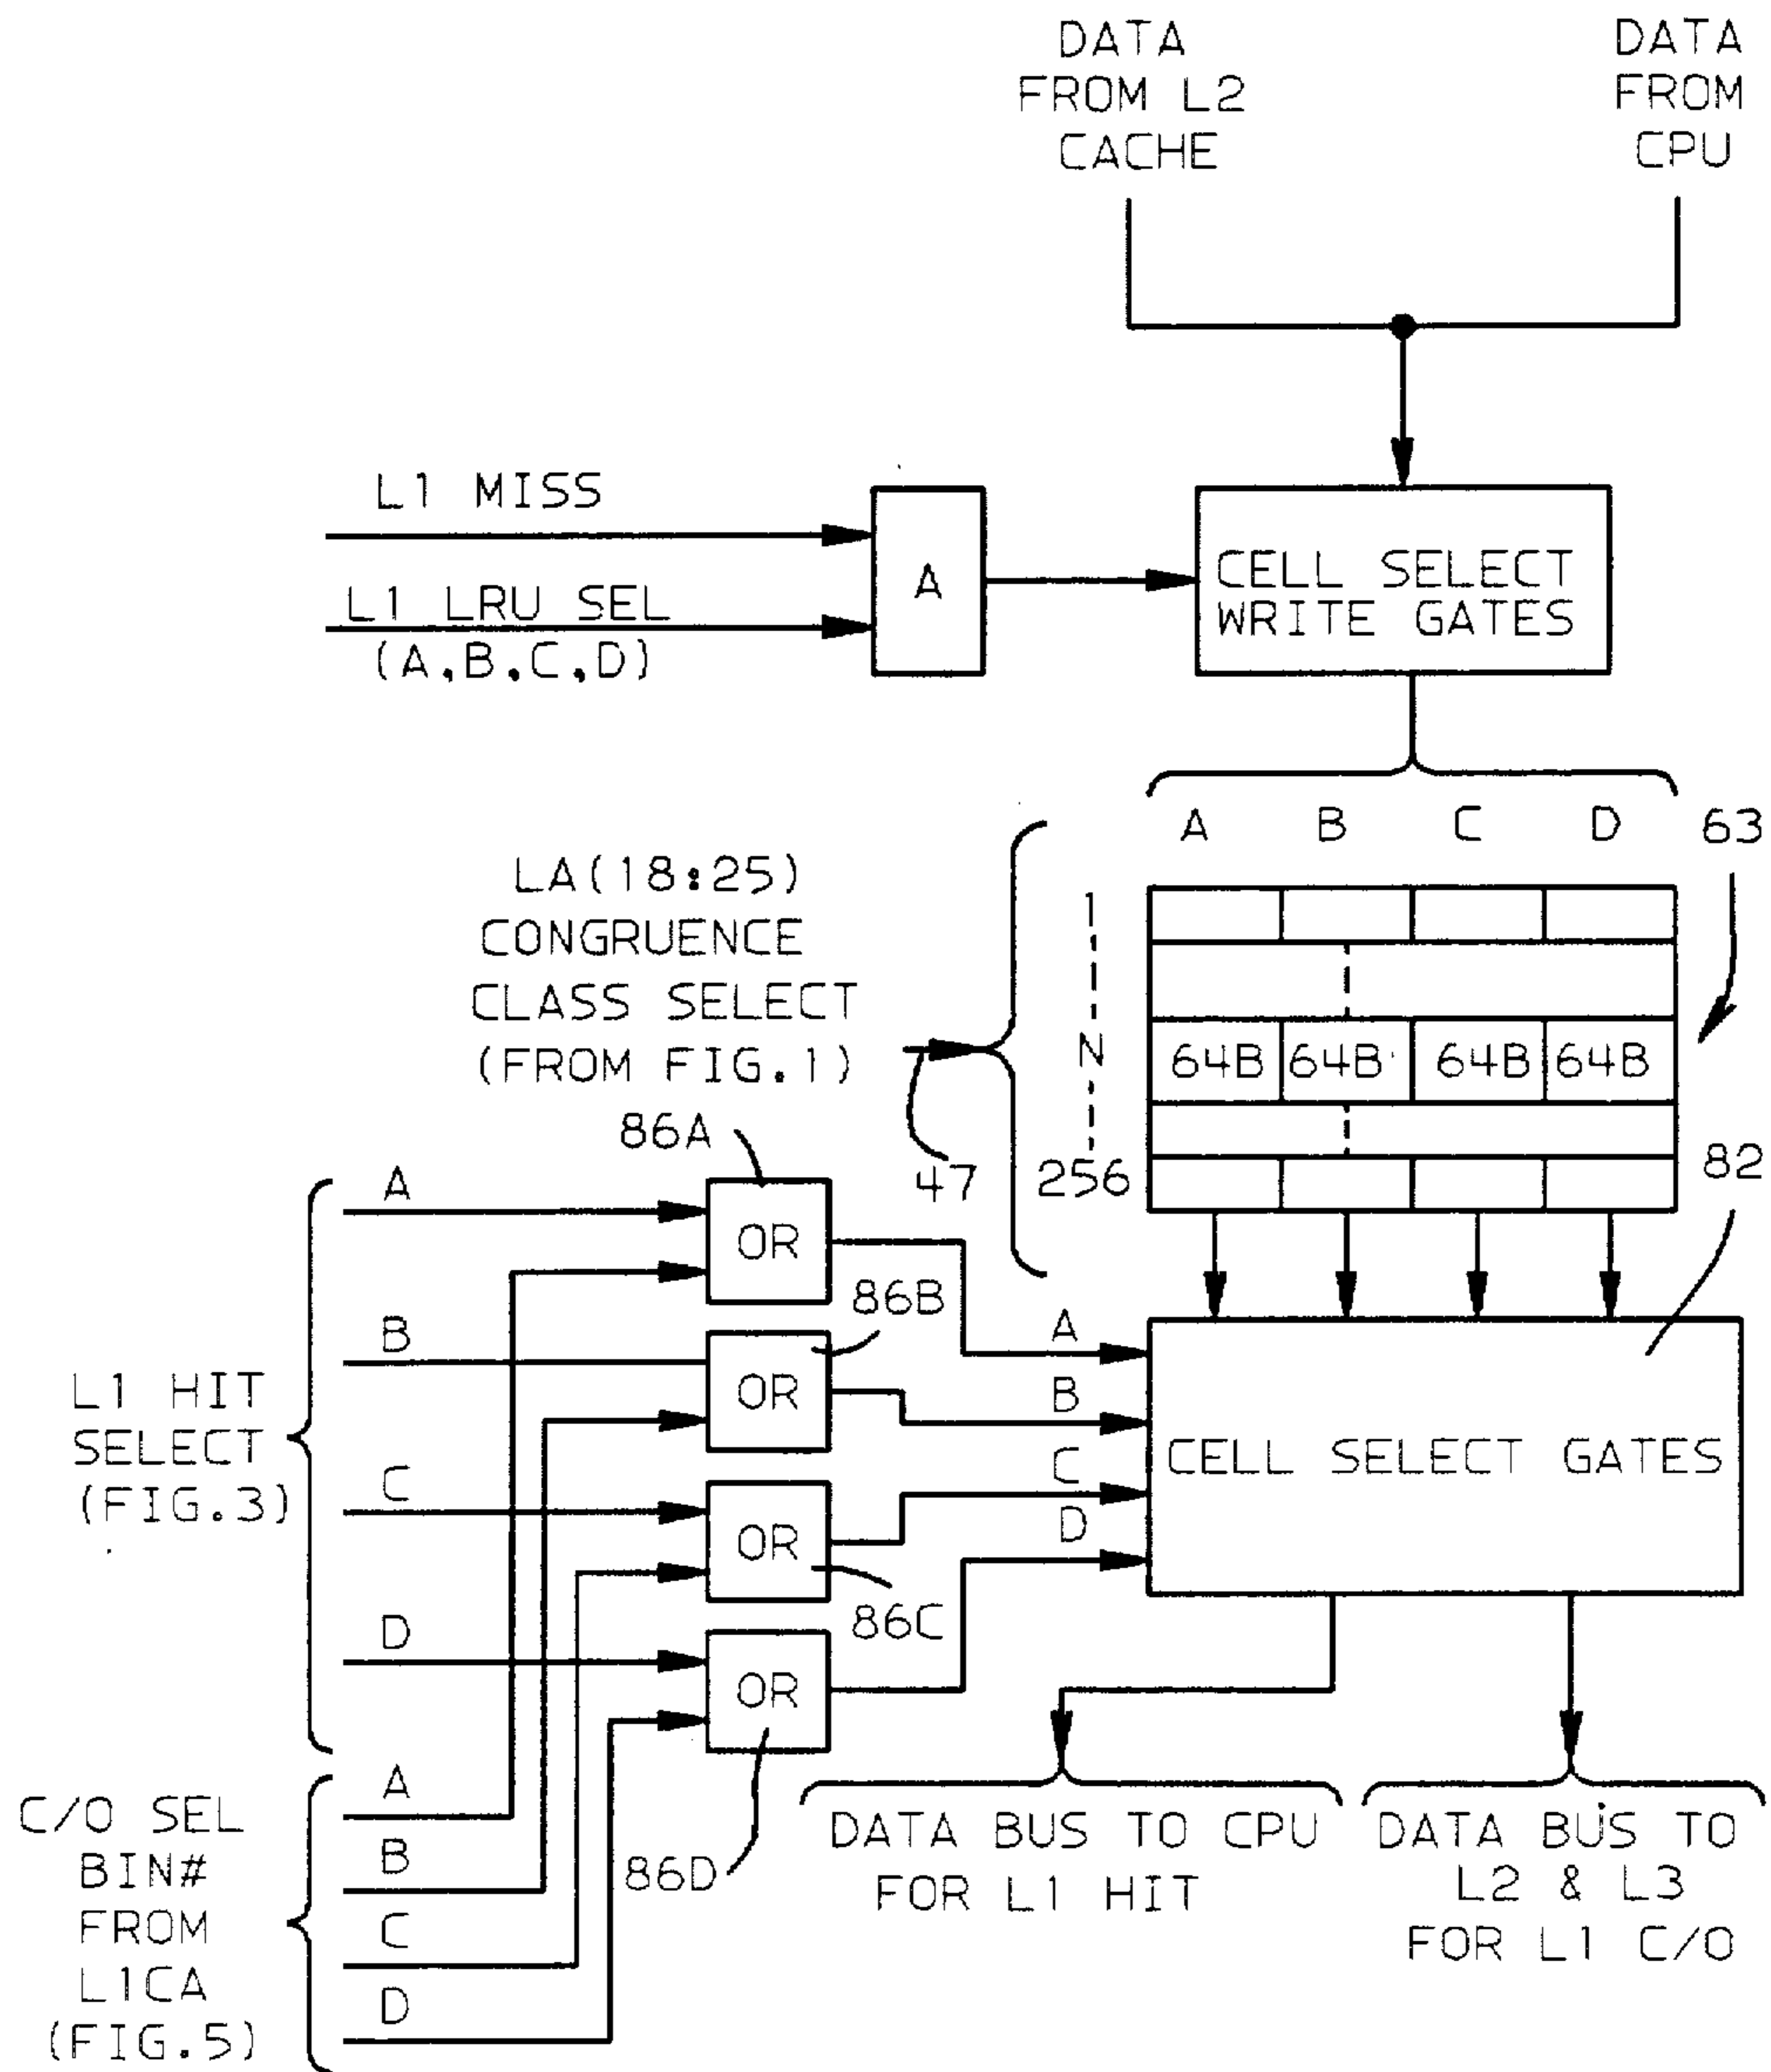 DATA
FROM L2
CACHE
DATA
FROM
CPU
L1 MISS
L1 LRU SEL
(A,B,C,D)
A
CELL SELECT
WRITE GATES
A B C D
63
LA(18:25)
CONGRUENCE
CLASS SELECT
(FROM FIG.1)
47
1
N
256
64B 64B 64B 64B
82
86A
A
OR
86B
B
OR
L1 HIT
SELECT
(FIG.3)
C
OR
86C
D
OR
86D
A
B
C
D
CELL SELECT GATES
C/O SEL
BIN#
FROM
L1CA
(FIG.5)
A
B
C
D
DATA BUS TO CPU
FOR L1 HIT
DATA BUS TO
L2 & L3
FOR L1 C/O